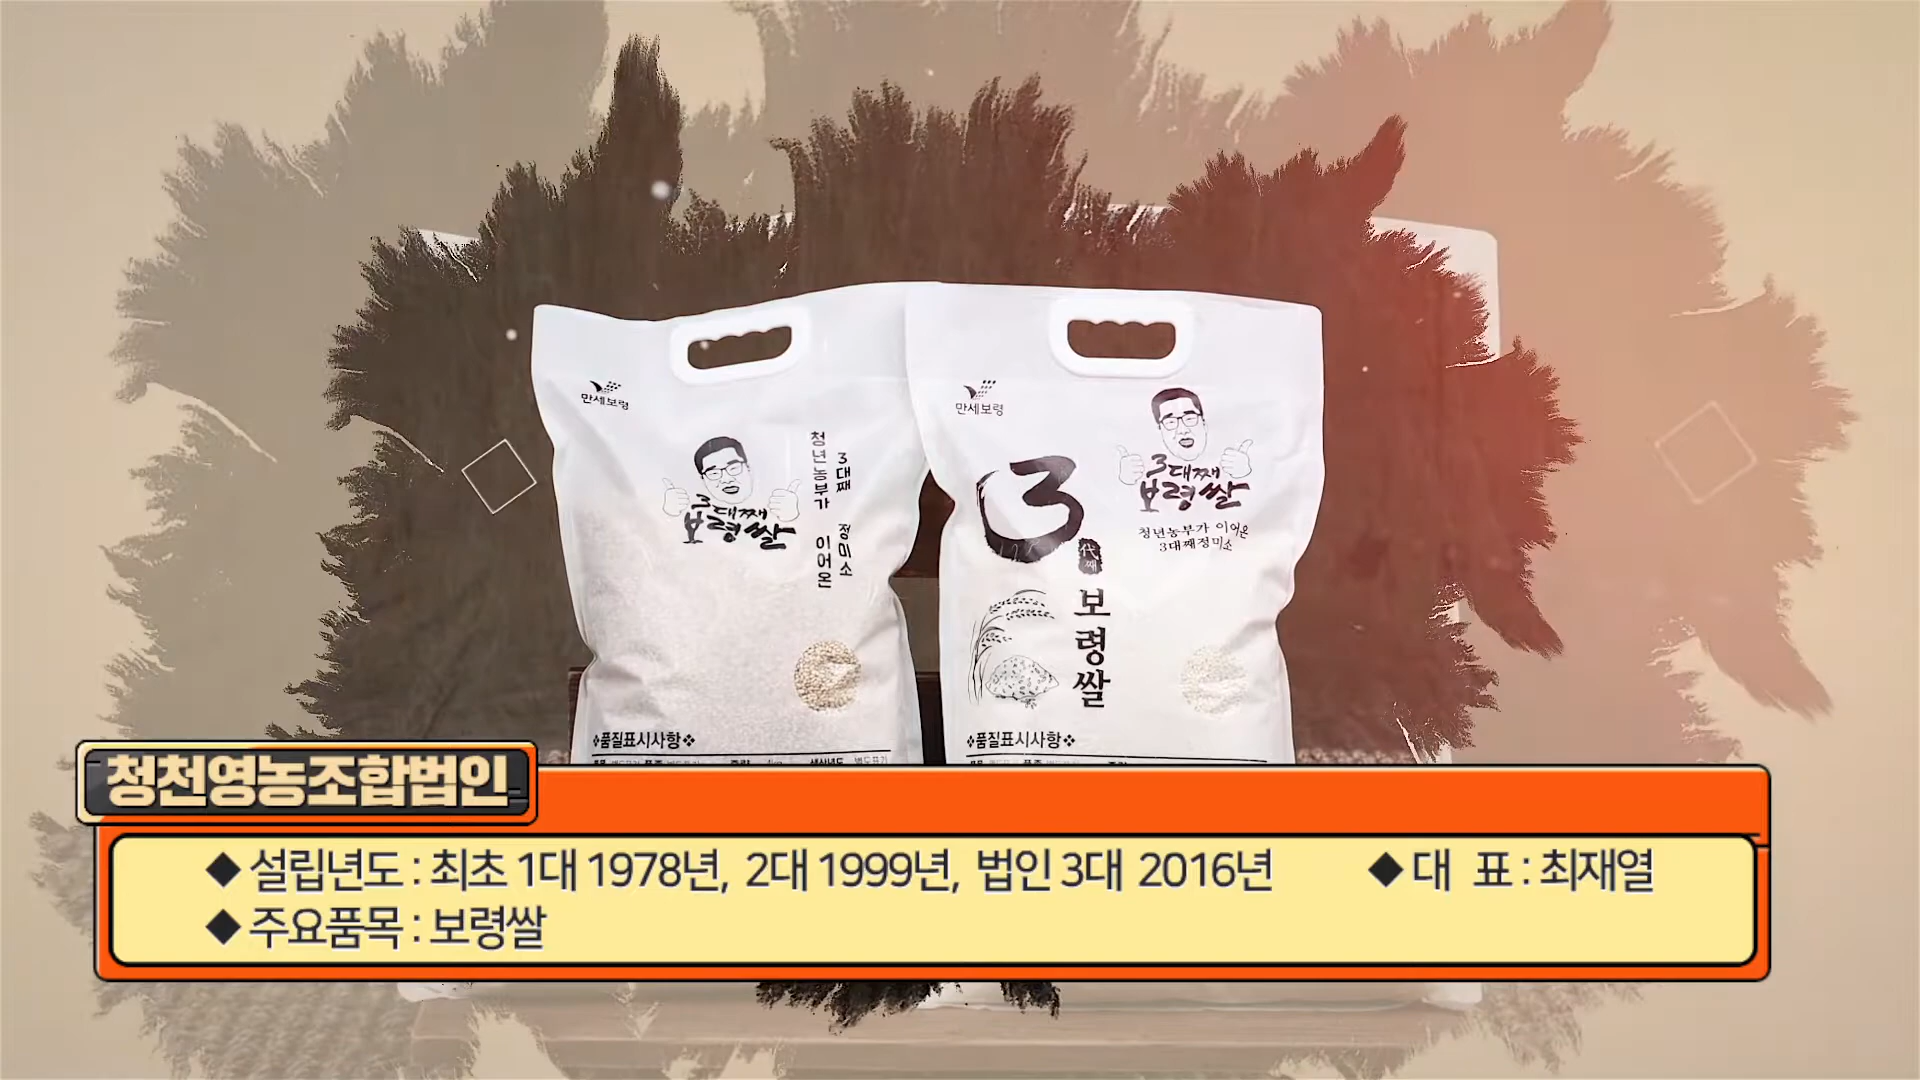 만세보령
3대째
보령쌀
청년농부가 이어온
3대째 정미소
❖품질표시사항❖
만세보령
3대째
보령쌀
청년농부가 이어온
3대째정미소
3
代째
보령쌀
❖품질표시사항❖
청천영농조합법인
◆설립년도 : 최초 1대 1978년, 2대 1999년, 법인 3대 2016년 ◆대 표 : 최재열
◆주요품목 : 보령쌀